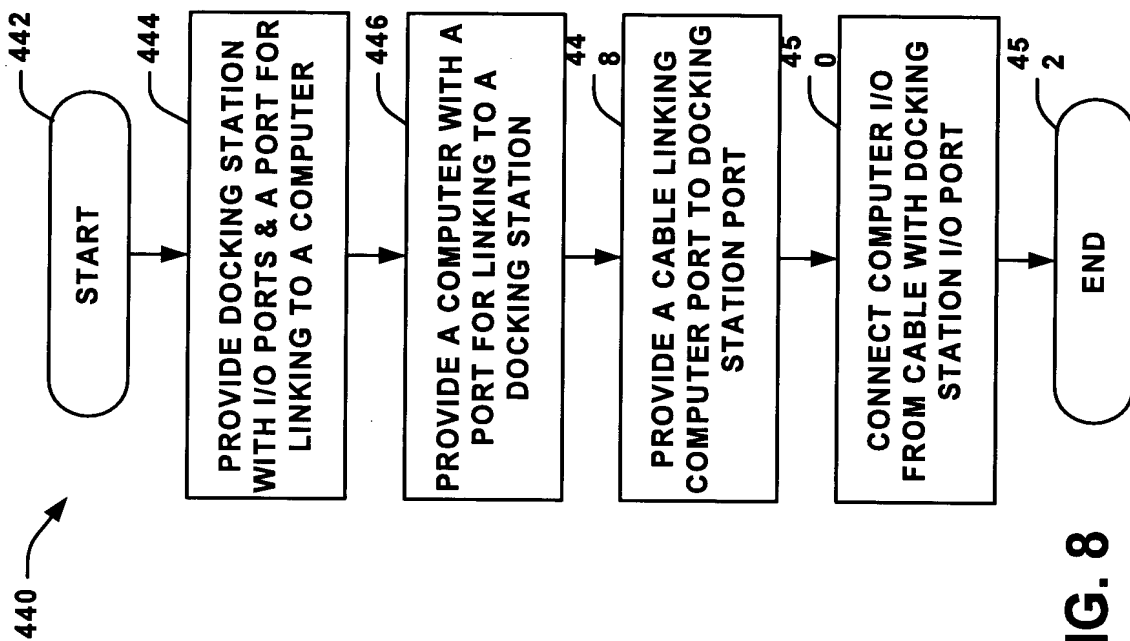 440
442
START
444
PROVIDE DOCKING STATION
WITH I/O PORTS & A PORT FOR
LINKING TO A COMPUTER
446
PROVIDE A COMPUTER WITH A
PORT FOR LINKING TO A
DOCKING STATION
44
8
PROVIDE A CABLE LINKING
COMPUTER PORT TO DOCKING
STATION PORT
45
0
CONNECT COMPUTER I/O
FROM CABLE WITH DOCKING
STATION I/O PORT
45
2
END
IG. 8